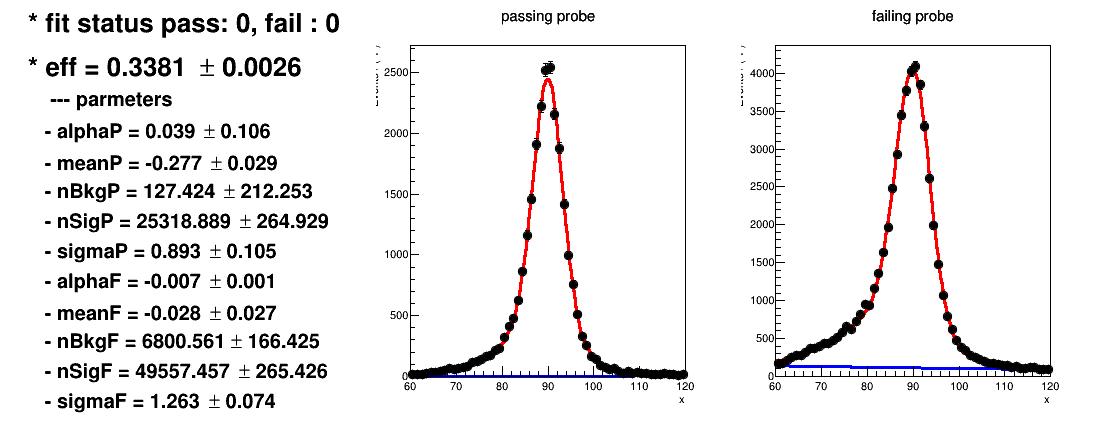 * fit status pass: 0, fail : 0
* eff = 0.3381 ± 0.0026
--- parmeters
- alphaP = 0.039 ± 0.106
- meanP = -0.277 ± 0.029
- nBkgP = 127.424 ± 212.253
- nSigP = 25318.889 ± 264.929
- sigmaP = 0.893 ± 0.105
- alphaF = -0.007 ± 0.001
- meanF = -0.028 ± 0.027
- nBkgF = 6800.561 ± 166.425
- nSigF = 49557.457 ± 265.426
- sigmaF = 1.263 ± 0.074
passing probe
2500
2000
1500
1000
500
0
60 70 80 90 100 110 120
x
failing probe
4000
3500
3000
2500
2000
1500
1000
500
0
60 70 80 90 100 110 120
x